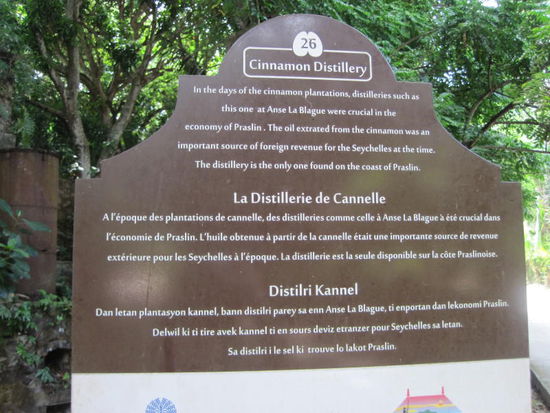 26
Cinnamon Distillery
In the days of the cinnamon plantations, distilleries such as
this one at Anse La Blague were crucial in the
economy of Praslin . The oil extrated from the cinnamon was an
important source of foreign revenue for the Seychelles at the time.
The distillery is the only one found on the coast of Praslin.
La Distillerie de Cannelle
A l'époque des plantations de cannelle, des distilleries comme celle à Anse La Blague à été crucial dans
l'économie de Praslin. L'huile obtenue à partir de la cannelle était une importante source de revenue
extérieure pour les Seychelles à l'époque. La distillerie est la seule disponible sur la côte Praslinoise.
Distilri Kannel
Dan letan plantasyon kannel, bann distilri parey sa enn Anse La Blague, ti enportan dan lekonomi Praslin.
Delwil ki ti tire avek kannel ti en sours deviz etranzer pour Seychelles sa letan.
Sa distilri i le sel ki trouve lo lakot Praslin.